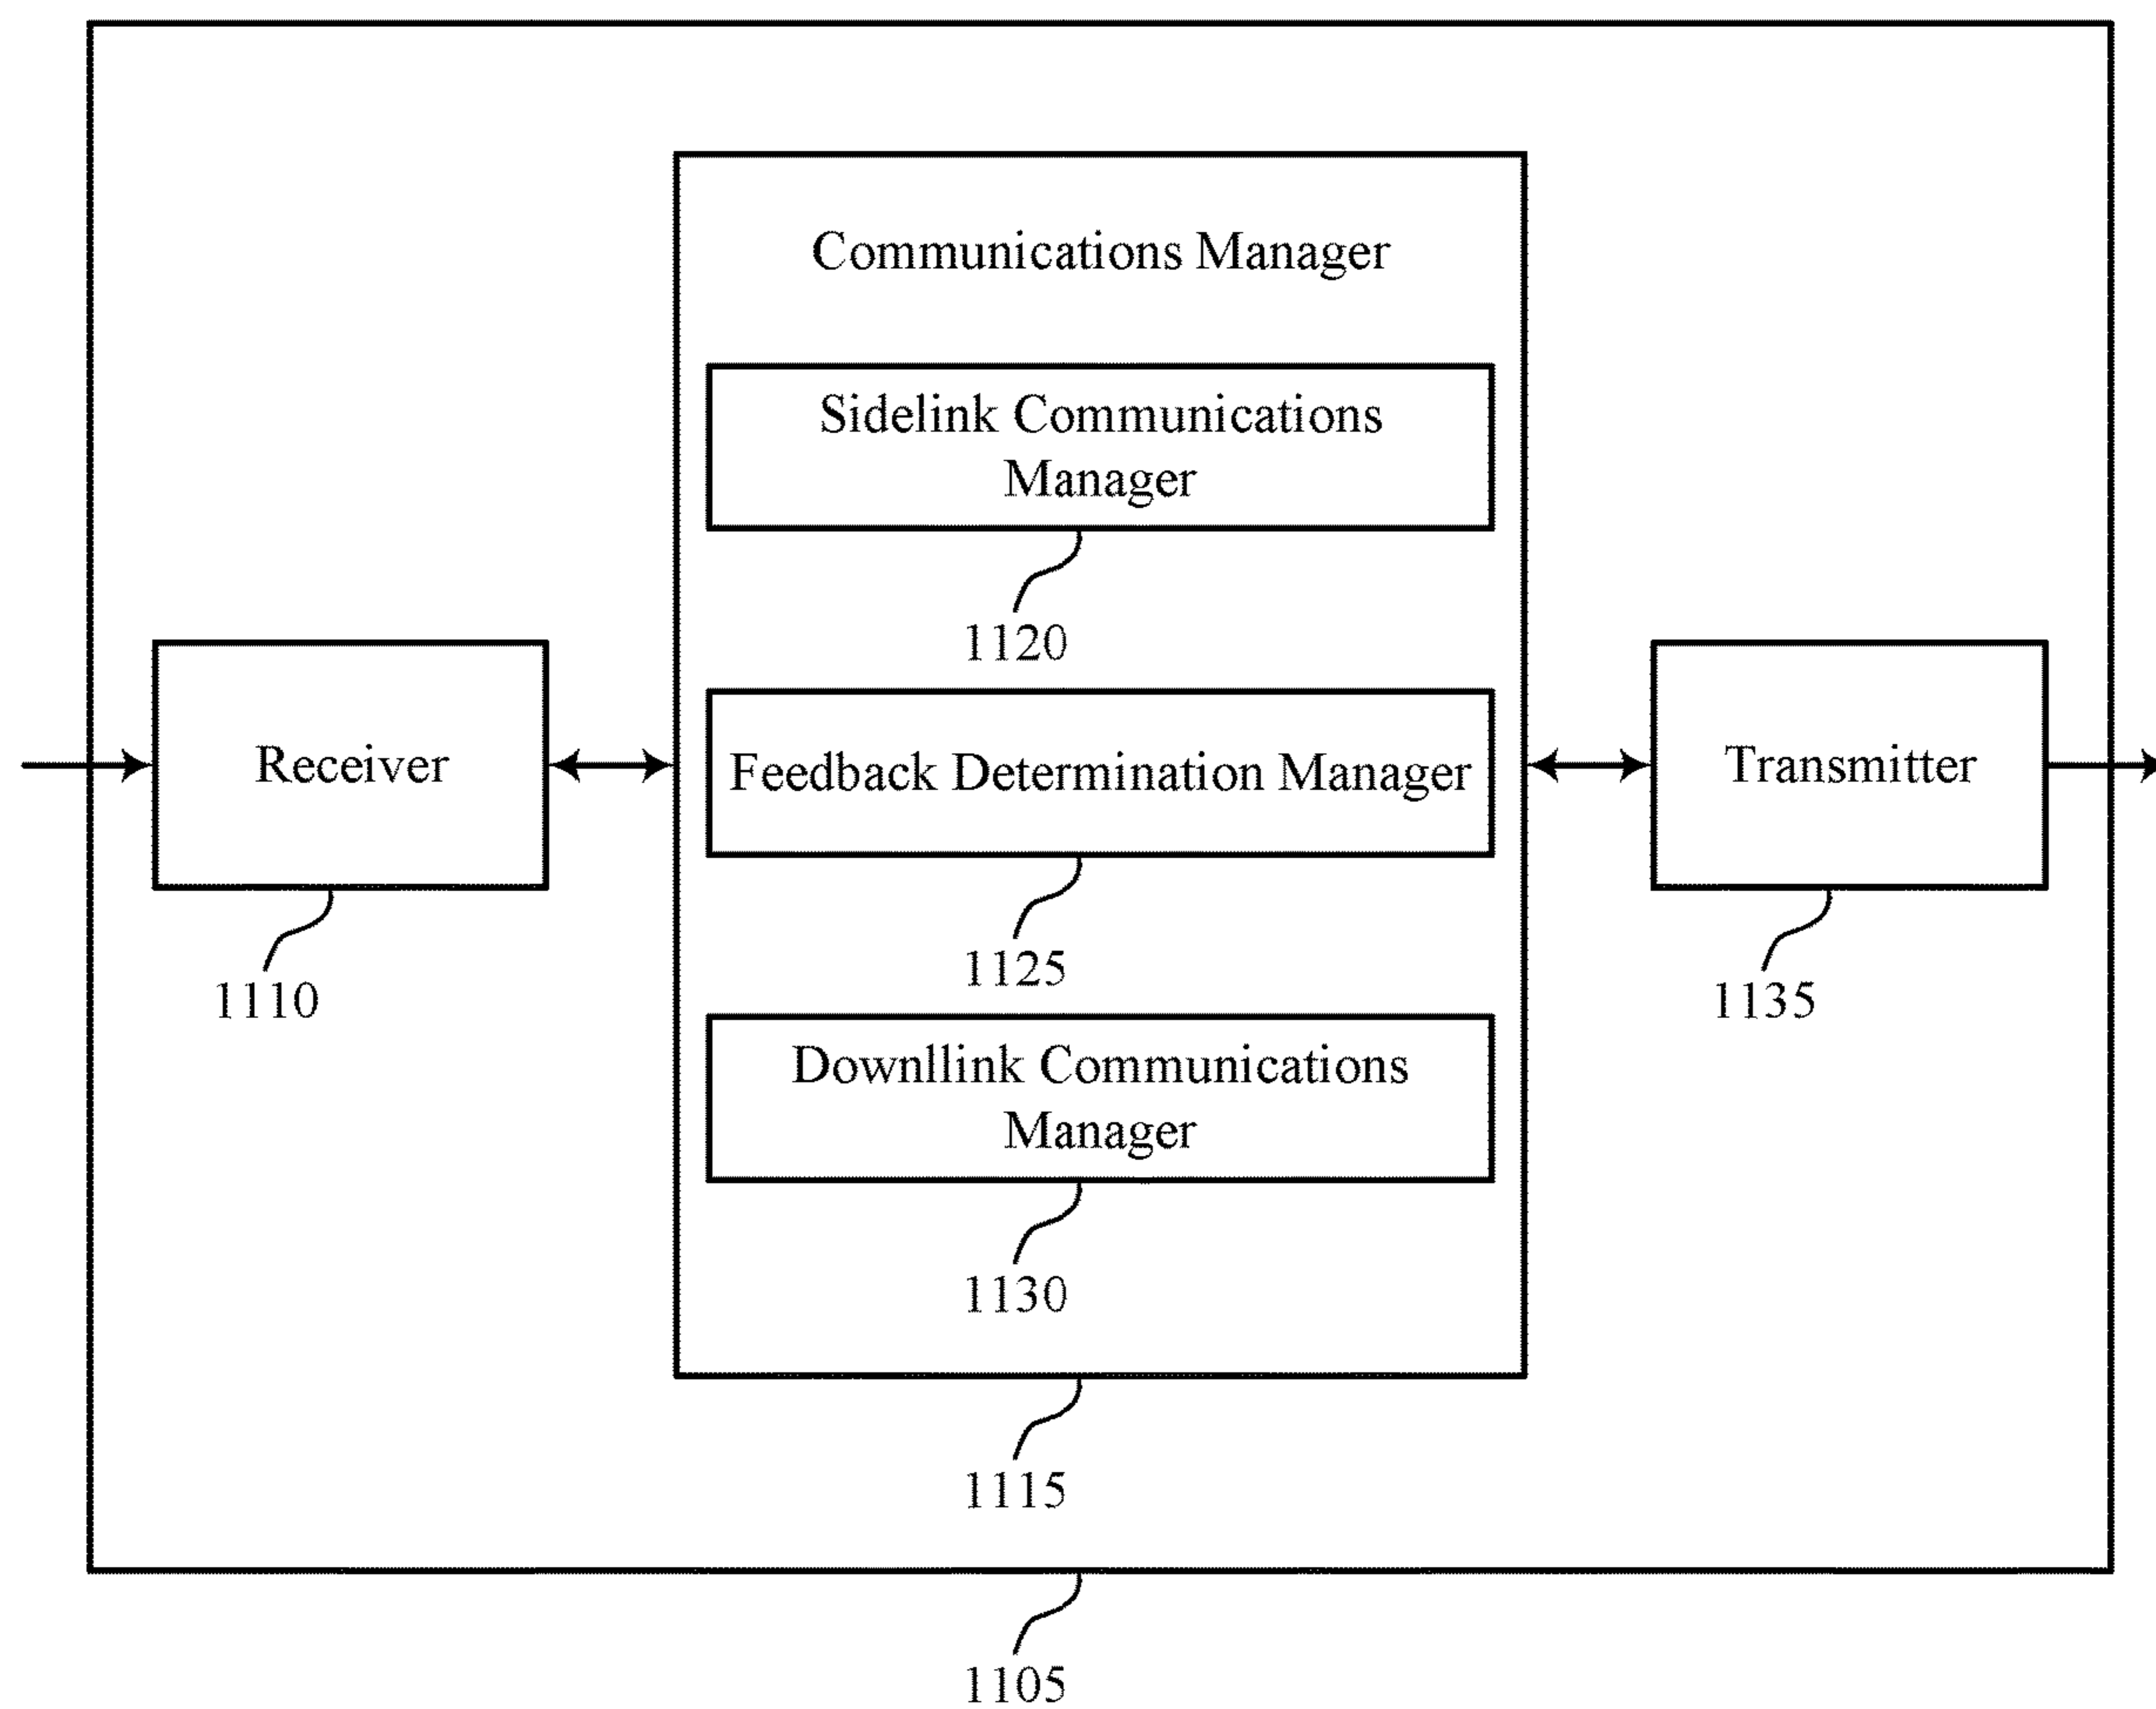 Communications Manager
Sidelink Communications
Manager
1120
Receiver
1110
Feedback Determination Manager
1125
Transmitter
1135
Downllink Communications
Manager
1130
1115
1105